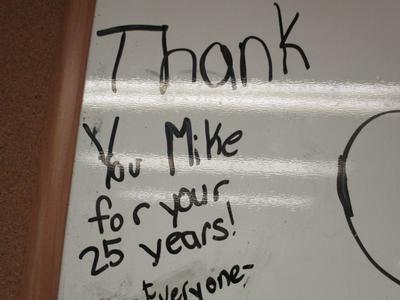 Thank
You Mike
for your
25 years!
Everyone-